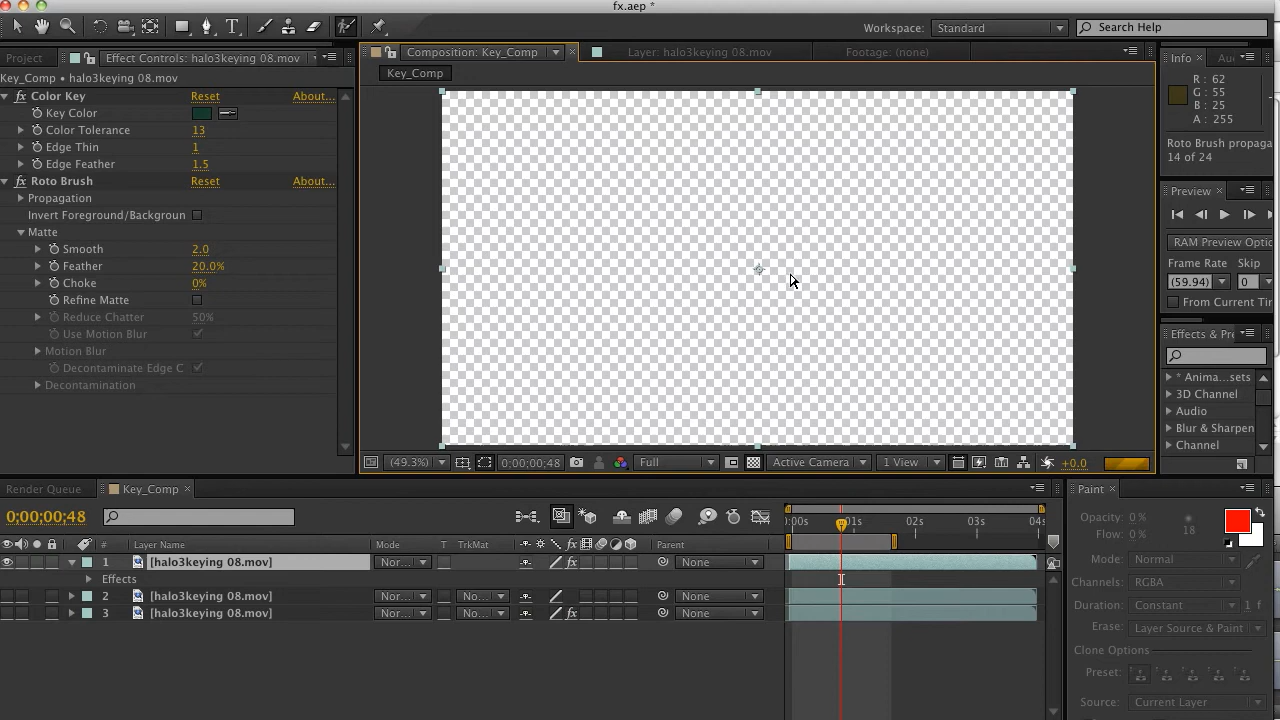 fx.aep *
Workspace: Standard Search Help
Project Effect Controls: halo3keying 08.mov Composition: Key_Comp Layer: halo3keying 08.mov Footage: (none) Info
Key_Comp • halo3keying 08.mov
Key_Comp
R : 62
G : 55
B : 25
A : 255
Roto Brush propaga
14 of 24
Color Key Reset About...
Key Color
Color Tolerance 13
Edge Thin 1
Edge Feather 1.5
Roto Brush Reset About...
Propagation
Invert Foreground/Backgroun
Matte
Smooth 2.0
Feather 20.0%
Choke 0%
Refine Matte
Reduce Chatter 50%
Use Motion Blur
Motion Blur
Decontaminate Edge C
Decontamination
Preview
RAM Preview Optic
Frame Rate Skip
(59.94) 0
From Current Tir
Effects & Pre
* Anima...sets
3D Channel
Audio
Blur & Sharpen
Channel
(49.3%) 0:00:00:48 Full Active Camera 1 View +0.0
Render Queue Key_Comp
0:00:00:48
:00s 01s 02s 03s 04s
# Layer Name Mode T TrkMat fx Parent
1 [halo3keying 08.mov] Nor... None
Effects
2 [halo3keying 08.mov] Nor... No... None
3 [halo3keying 08.mov] Nor... No... None
Paint
Opacity: 0 %
Flow: 0 %
18
Mode: Normal
Channels: RGBA
Duration: Constant 1 f
Erase: Layer Source & Paint
Clone Options
Preset:
Source: Current Layer